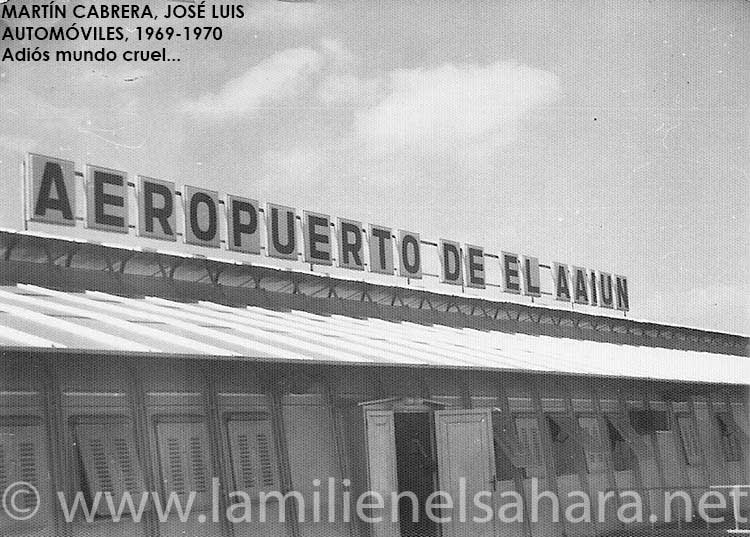 MARTÍN CABRERA, JOSÉ LUIS
AUTOMÓVILES, 1969-1970
Adiós mundo cruel...
AEROPUERTO DE EL AAIUN
© www.lamilienelsahara.net